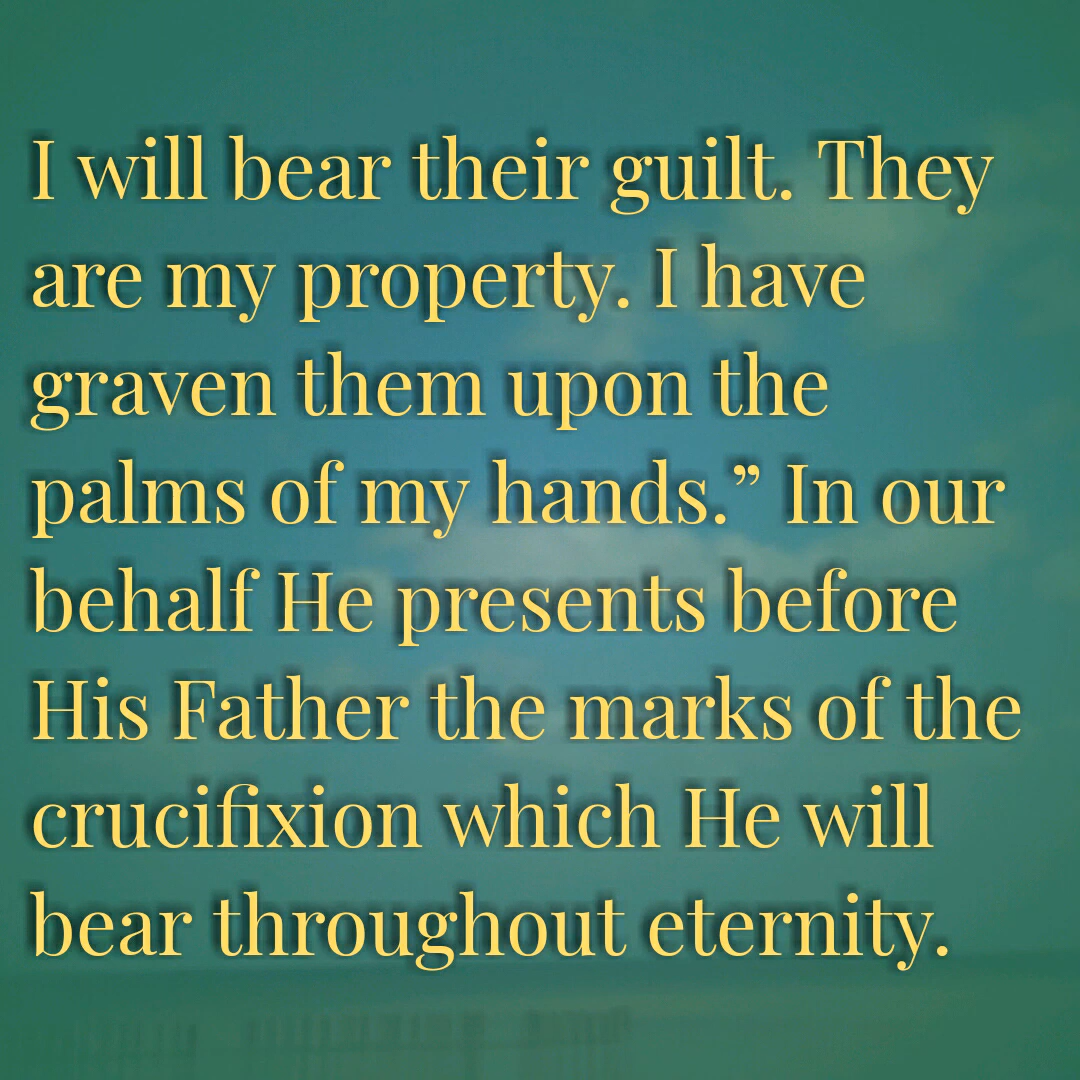 I will bear their guilt. They
are my property. I have
graven them upon the
palms of my hands.” In our
behalf He presents before
His Father the marks of the
crucifixion which He will
bear throughout eternity.